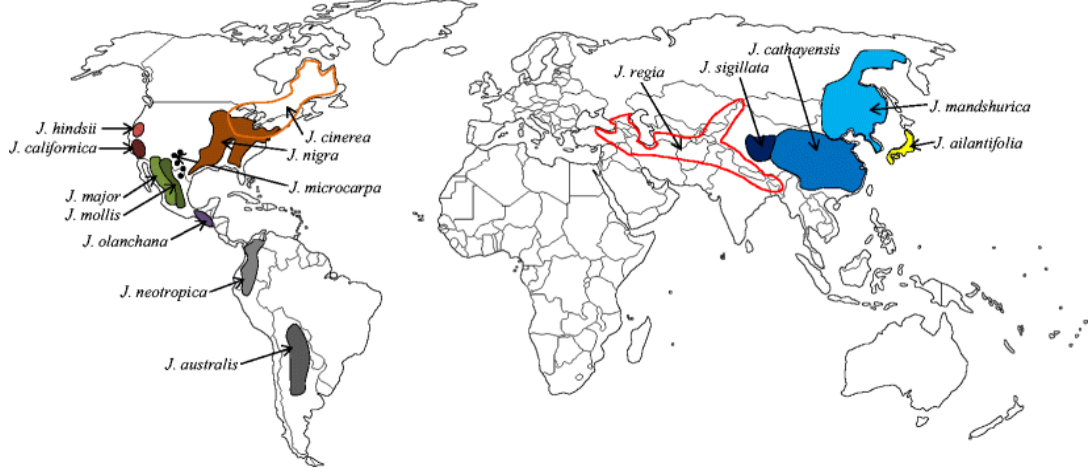 J. cathayensis
J. sigillata
J. regia
J. mandshurica
J. hindsii
J. cinerea
J. californica
J. nigra
J. ailantifolia
J. microcarpa
J. major
J. mollis
J. olanchana
J. neotropica
J. australis